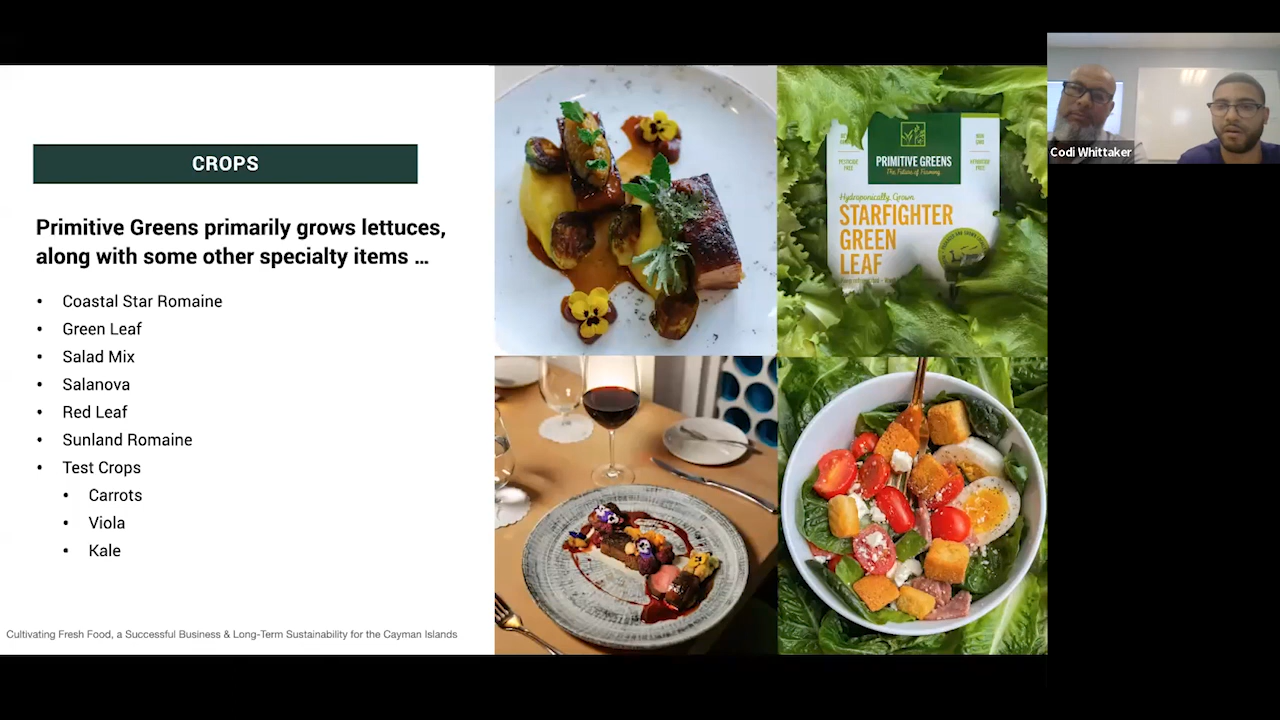 CROPS
Primitive Greens primarily grows lettuces,
along with some other specialty items ...
• Coastal Star Romaine
• Green Leaf
• Salad Mix
• Salanova
• Red Leaf
• Sunland Romaine
• Test Crops
• Carrots
• Viola
• Kale
Cultivating Fresh Food, a Successful Business & Long-Term Sustainability for the Cayman Islands
PRIMITIVE GREENS
The Future of Farming
PESTICIDE
FREE
Hydroponically Grown
STARFIGHTER
GREEN
LEAF
Codi Whittaker